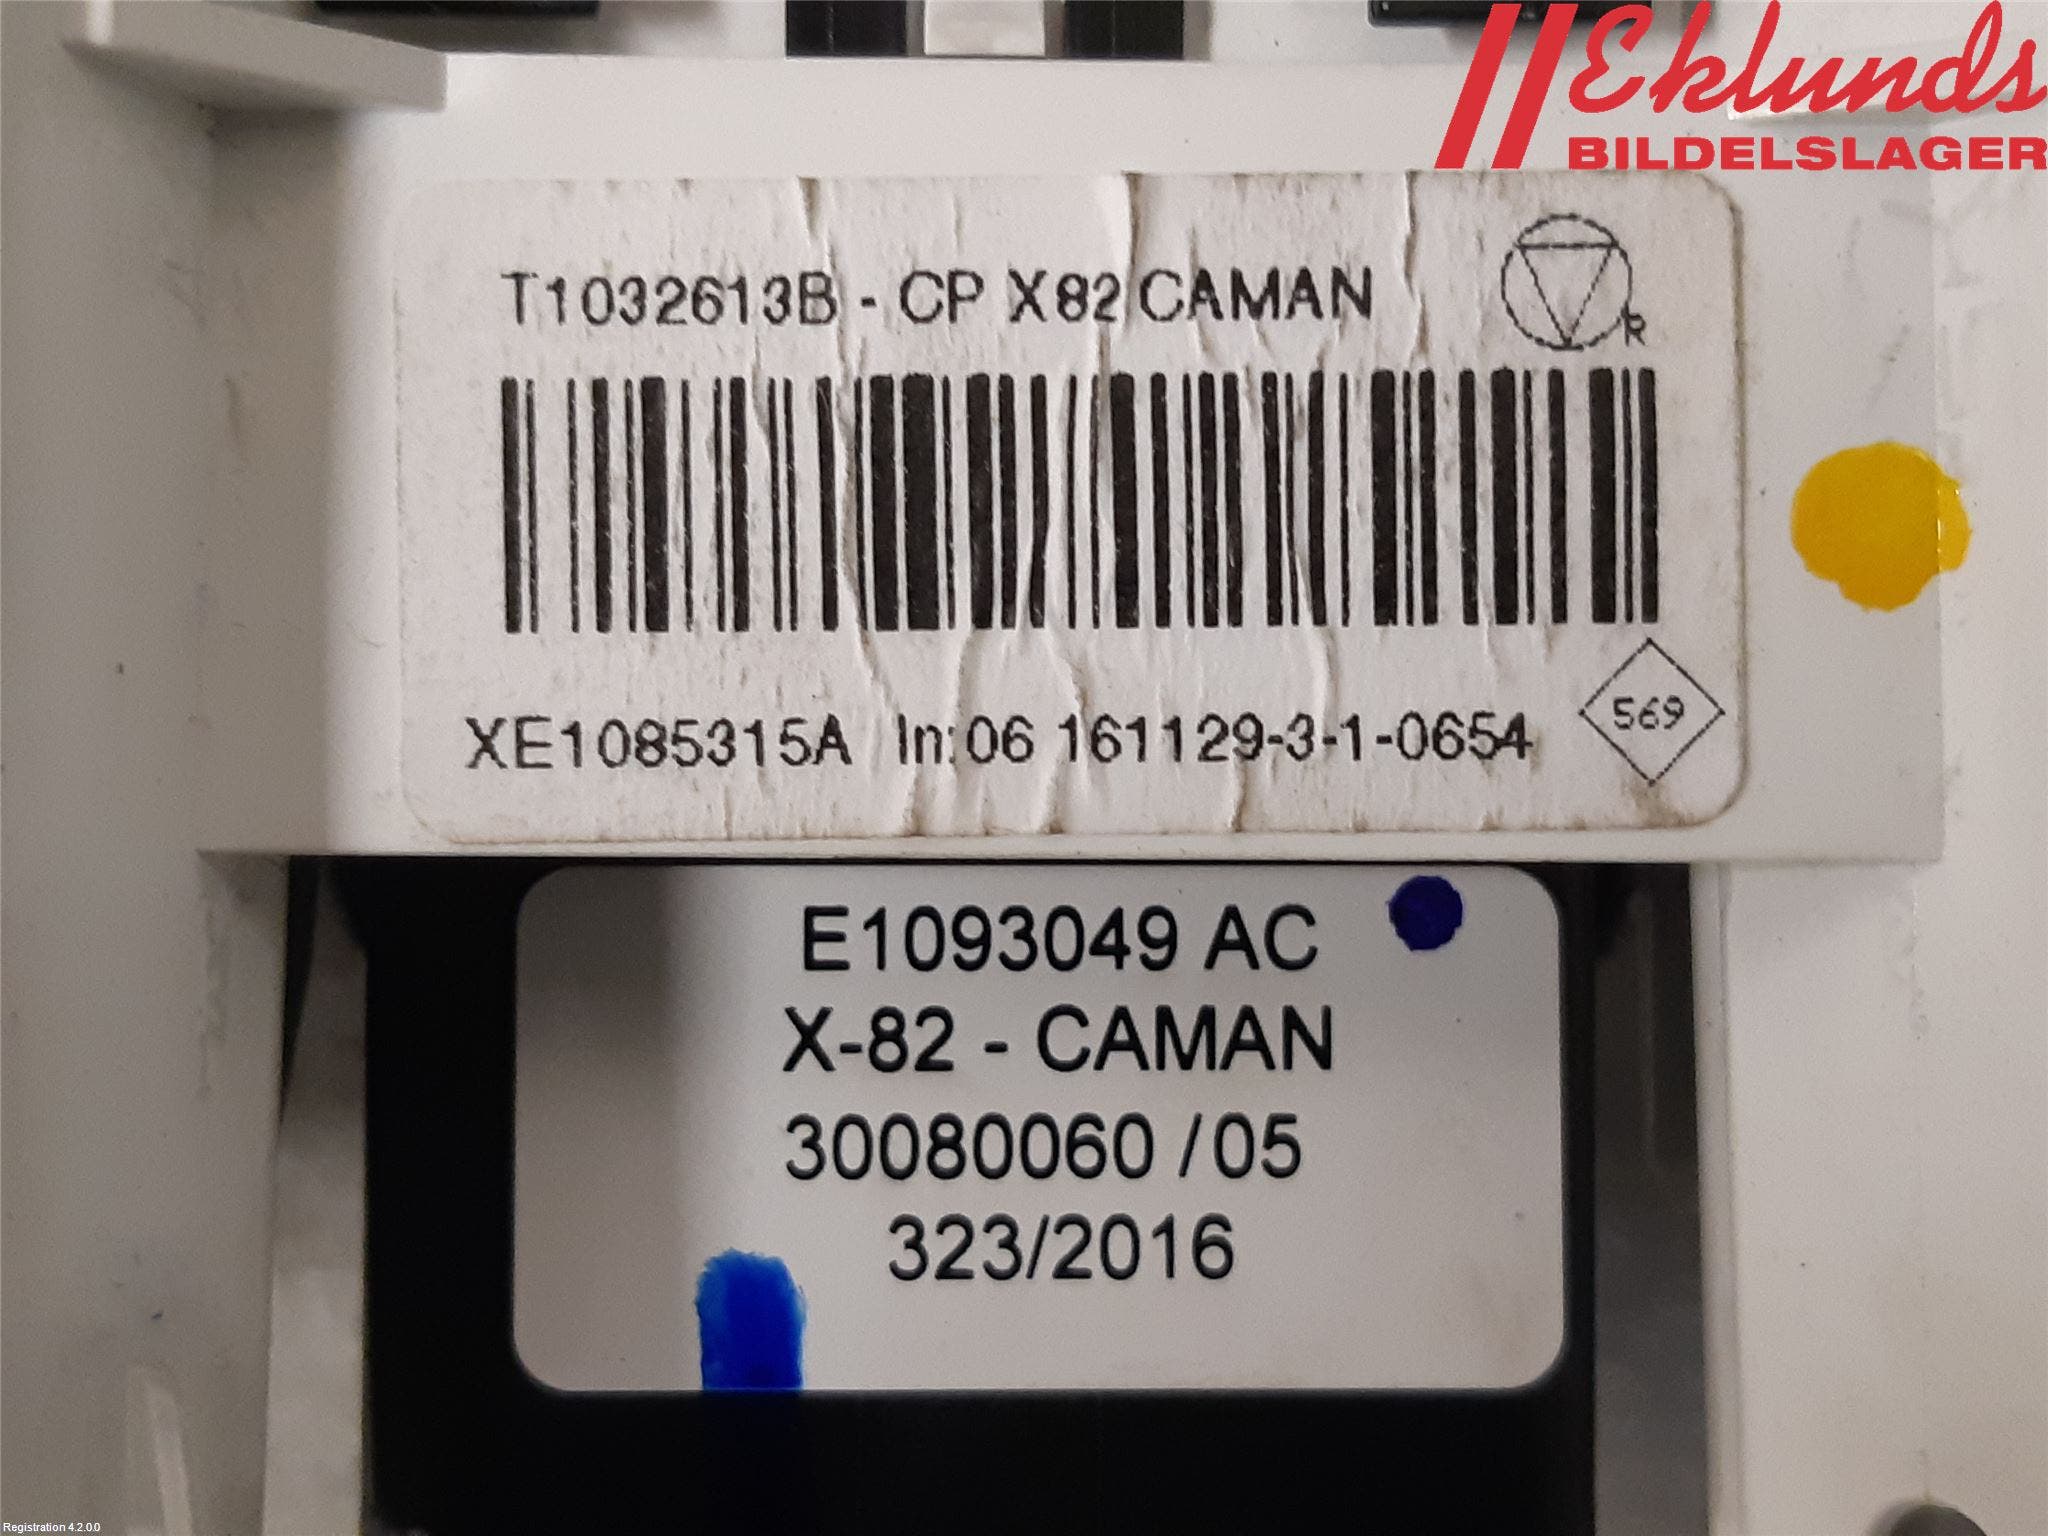 Eklunds
BILDELSLAGER
T1032613B - CP X82 CAMAN
R
XE1085315A In:06 161129-3-1-0654
569
E1093049 AC
X-82 - CAMAN
30080060 /05
323/2016
Registration 4.2.0.0